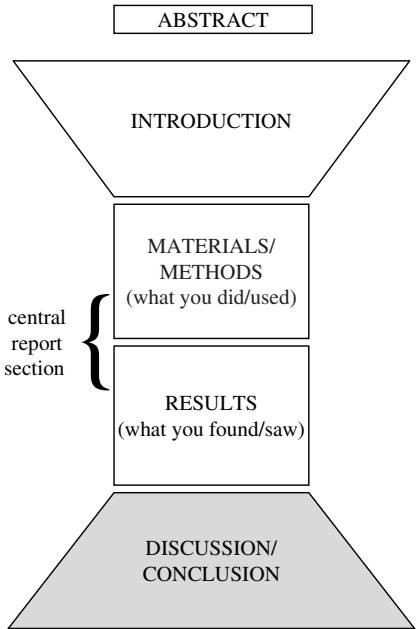 ABSTRACT
INTRODUCTION
MATERIALS/
METHODS
(what you did/used)
central
report
section
RESULTS
(what you found/saw)
DISCUSSION/
CONCLUSION